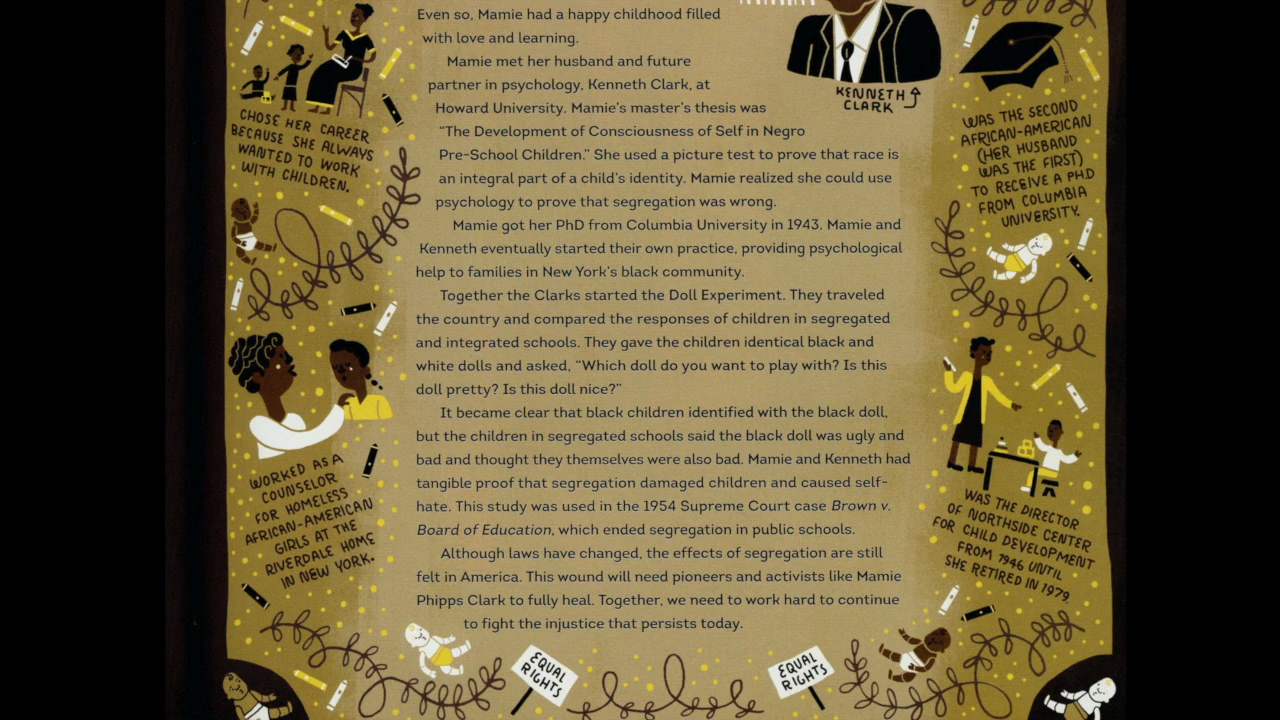 Even so, Mamie had a happy childhood filled
with love and learning.
Mamie met her husband and future
partner in psychology, Kenneth Clark, at
Howard University. Mamie's master's thesis was
"The Development of Consciousness of Self in Negro
Pre-School Children." She used a picture test to prove that race is
an integral part of a child's identity. Mamie realized she could use
psychology to prove that segregation was wrong.
Mamie got her PhD from Columbia University in 1943. Mamie and
Kenneth eventually started their own practice, providing psychological
help to families in New York's black community.
Together the Clarks started the Doll Experiment. They traveled
the country and compared the responses of children in segregated
and integrated schools. They gave the children identical black and
white dolls and asked, "Which doll do you want to play with? Is this
doll pretty? Is this doll nice?"
It became clear that black children identified with the black doll,
but the children in segregated schools said the black doll was ugly and
bad and thought they themselves were also bad. Mamie and Kenneth had
tangible proof that segregation damaged children and caused self-
hate. This study was used in the 1954 Supreme Court case Brown v.
Board of Education, which ended segregation in public schools.
Although laws have changed, the effects of segregation are still
felt in America. This wound will need pioneers and activists like Mamie
Phipps Clark to fully heal. Together, we need to work hard to continue
to fight the injustice that persists today.
CHOSE HER CAREER
BECAUSE SHE ALWAYS
WANTED TO WORK
WITH CHILDREN.
WORKED AS A
COUNSELOR
FOR HOMELESS
AFRICAN-AMERICAN
GIRLS AT THE
RIVERDALE HOME
IN NEW YORK.
KENNETH
CLARK
WAS THE SECOND
AFRICAN-AMERICAN
(HER HUSBAND
WAS THE FIRST)
TO RECEIVE A PH.D
FROM COLUMBIA
UNIVERSITY.
WAS THE DIRECTOR
OF NORTHSIDE CENTER
FOR CHILD DEVELOPMENT
FROM 1946 UNTIL
SHE RETIRED IN 1979.
EQUAL
RIGHTS
EQUAL
RIGHTS